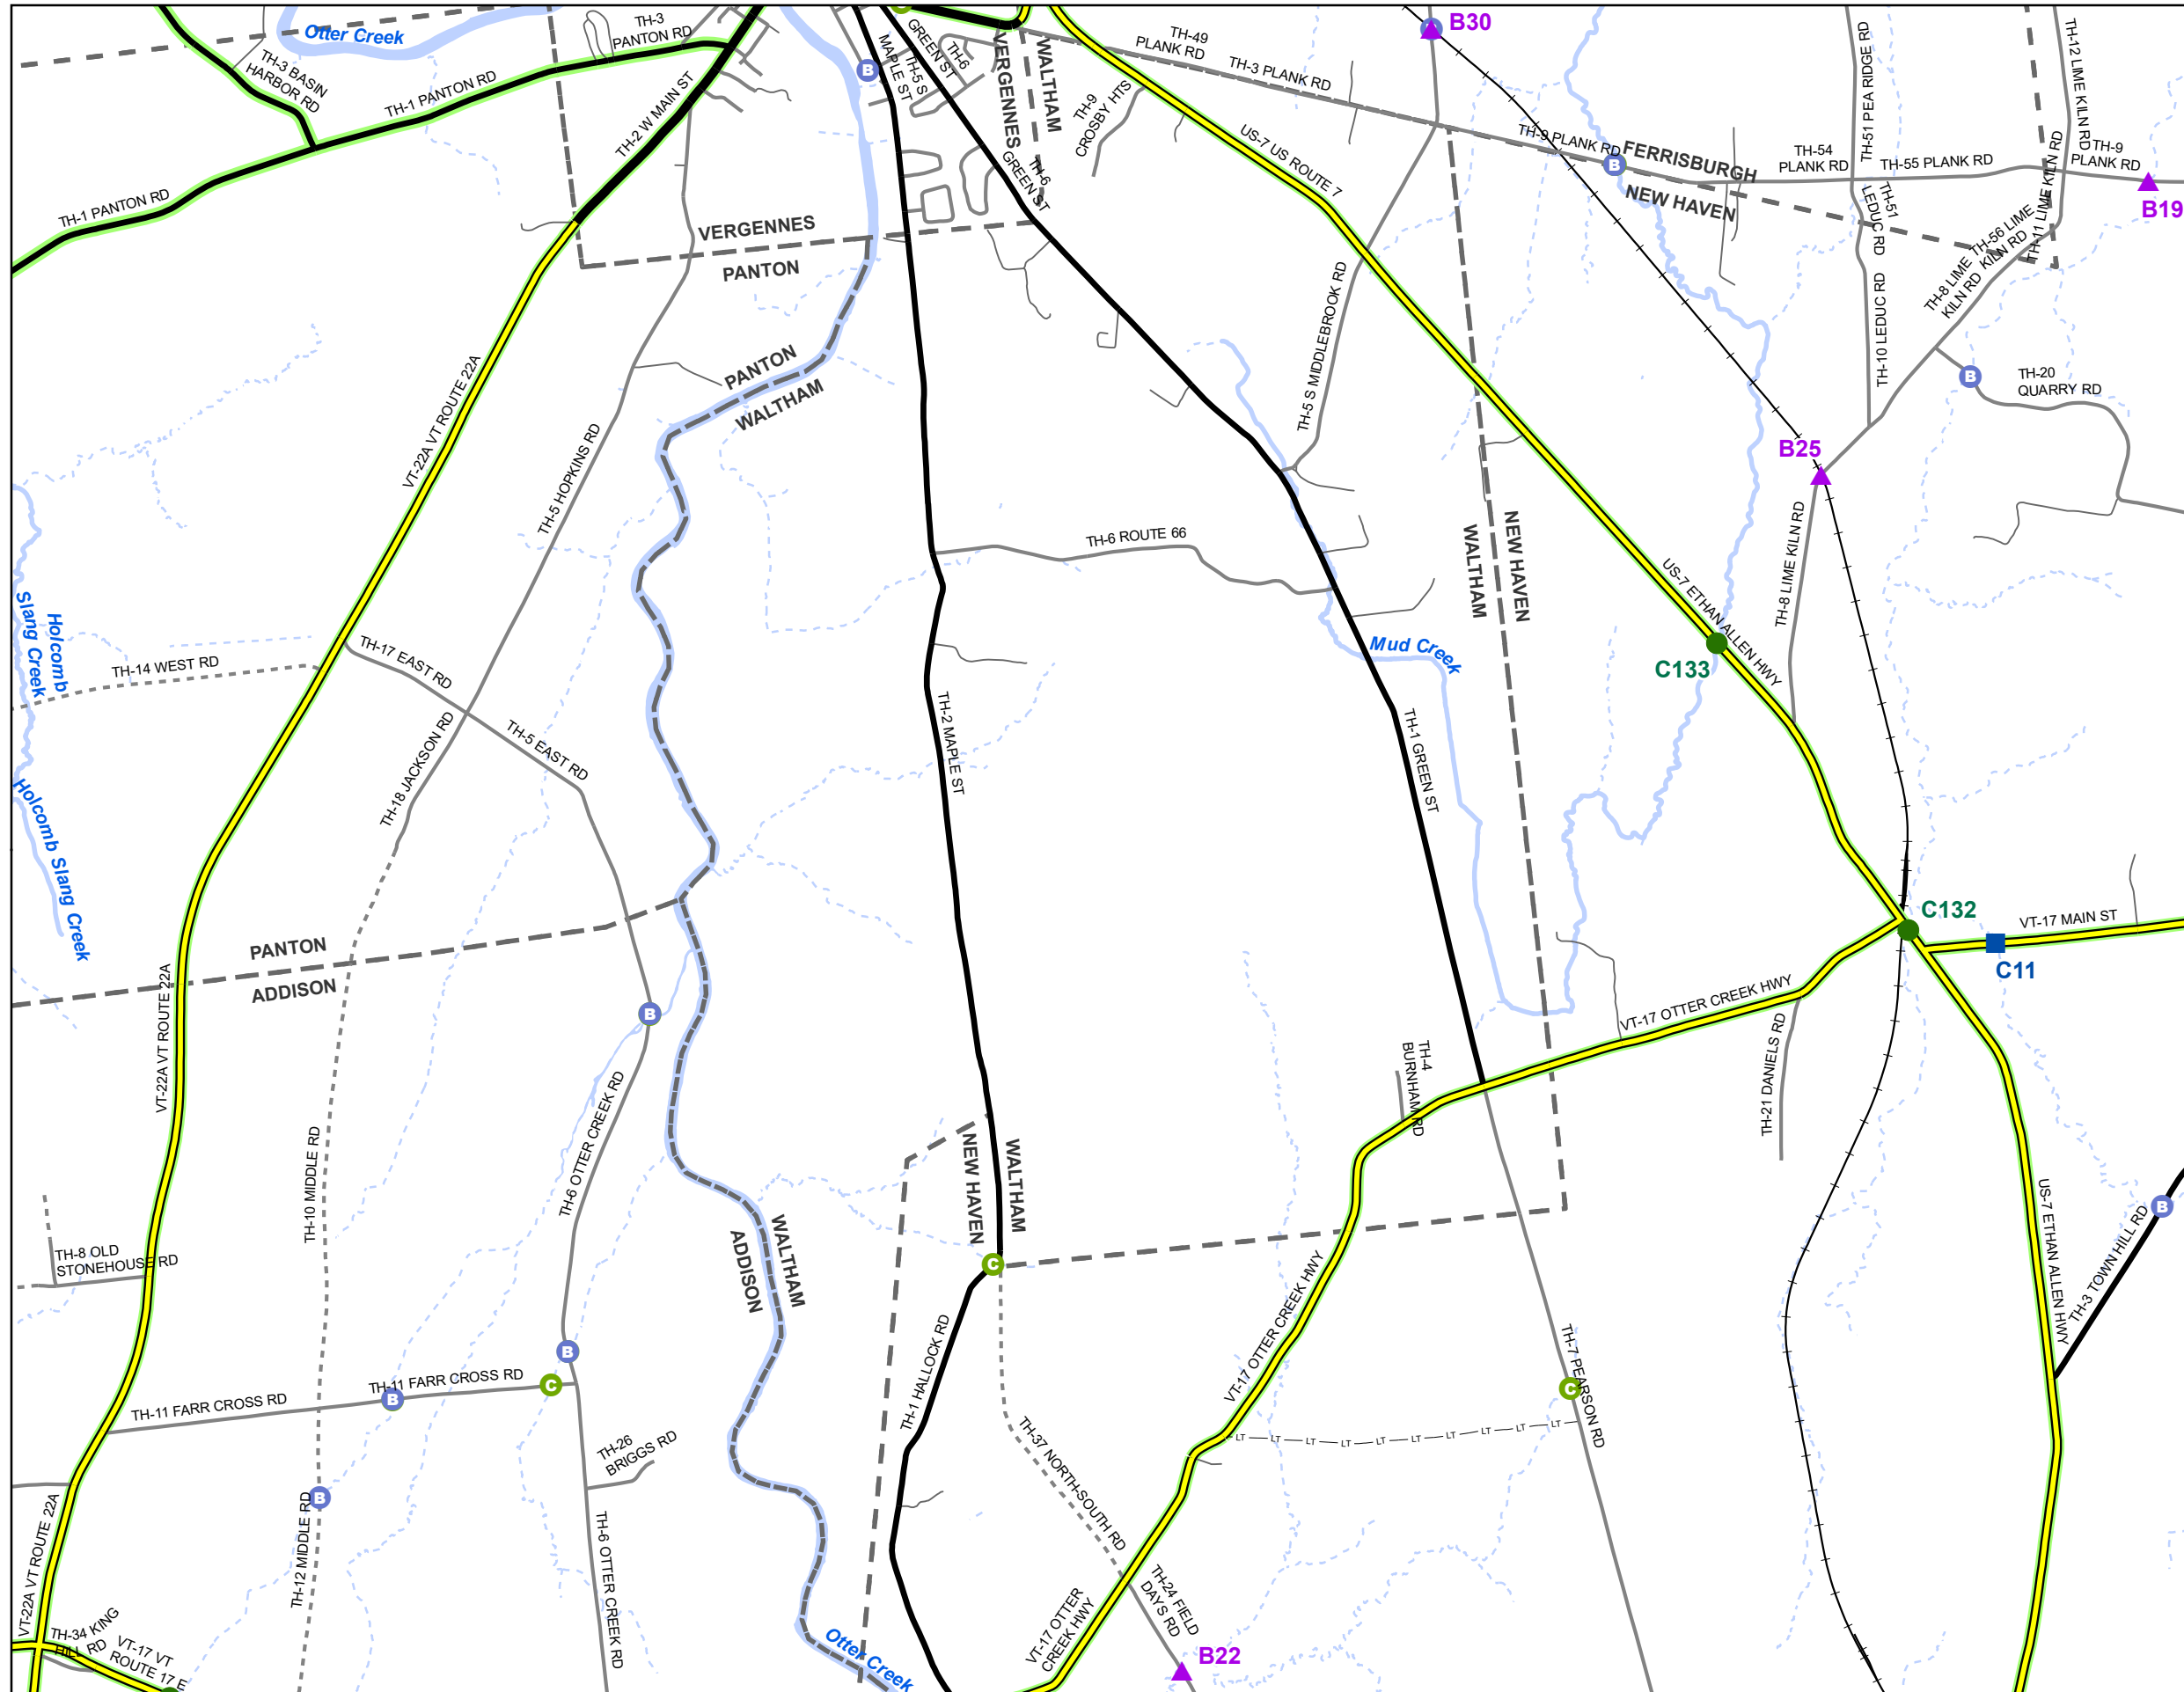 Otter Creek
TH-3
PANTON RD
TH-3 BASIN
HARBOR RD
TH-1 PANTON RD
TH-1 PANTON RD
TH-2 W MAIN ST
B
MAPLE ST
TH-5 S
GREEN ST
TH-6
VERGENNES
WALTHAM
TH-49
PLANK RD
TH-3 PLANK RD
TH-9
CROSBY HTS
TH-6
GREEN ST
US-7 US ROUTE 7
B30
TH-9 PLANK RD
B
FERRISBURGH
NEW HAVEN
TH-54
PLANK RD
TH-51 PEA RIDGE RD
TH-55 PLANK RD
TH-12 LIME KILN RD
TH-9
PLANK RD
B19
TH-51
LEDUC RD
TH-11 LIME KILN RD
TH-56 LIME
KILN RD
TH-8 LIME
KILN RD
TH-10 LEDUC RD
B
TH-20
QUARRY RD
VERGENNES
PANTON
PANTON
WALTHAM
VT-22A VT ROUTE 22A
TH-5 HOPKINS RD
TH-5 S MIDDLEBROOK RD
B25
TH-8 LIME KILN RD
TH-6 ROUTE 66
WALTHAM
NEW HAVEN
US-7 ETHAN ALLEN HWY
C133
Mud Creek
Holcomb
Slang Creek
TH-14 WEST RD
TH-17 EAST RD
TH-5 EAST RD
TH-18 JACKSON RD
TH-2 MAPLE ST
TH-1 GREEN ST
Holcomb Slang Creek
PANTON
ADDISON
VT-22A VT ROUTE 22A
B
C132
VT-17 MAIN ST
C11
VT-17 OTTER CREEK HWY
TH-4
BURNHAM RD
TH-21 DANIELS RD
TH-10 MIDDLE RD
TH-6 OTTER CREEK RD
NEW HAVEN
WALTHAM
WALTHAM
ADDISON
C
US-7 ETHAN ALLEN HWY
B
TH-3 TOWN HILL RD
TH-8 OLD
STONEHOUSE RD
VT-17 OTTER CREEK HWY
B
TH-11 FARR CROSS RD
C
B
TH-11 FARR CROSS RD
TH-1 HALLOCK RD
C
TH-7 PEARSON RD
LT LT LT LT LT LT LT LT LT LT
TH-26
BRIGGS RD
TH-37 NORTH-SOUTH RD
B
TH-12 MIDDLE RD
VT-22A VT ROUTE 22A
TH-6 OTTER CREEK RD
TH-24 FIELD
DAYS RD
VT-17 OTTER
CREEK HWY
B22
Otter Creek
TH-34 KING
HILL RD
VT-17 VT
ROUTE 17 E